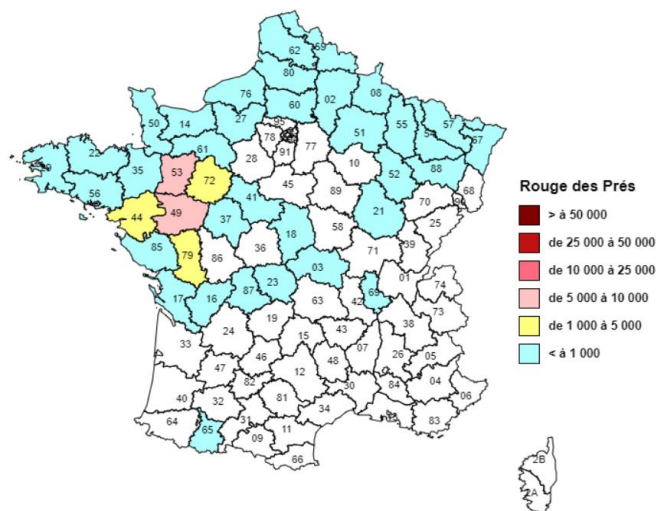 62 59
80
76 02 08
60
50 14 27
95 57
61 78 51 55 54 67
91 77
22 35 53 28 10 88
29 52
56 72 45 89 68
41 70 90
44 49 37 21 25
18 58
85 79 86 36 71 39
03
17 16 87 23 01 74
69
63 42 73
24 19 38
33 15 43
07 26 05
47 46 48
12
82 30 84 04
40 32 81 06
34
64 65 31 11 83
09
66
2B
2A
Rouge des Prés
> à 50 000
de 25 000 à 50 000
de 10 000 à 25 000
de 5 000 à 10 000
de 1 000 à 5 000
< à 1 000